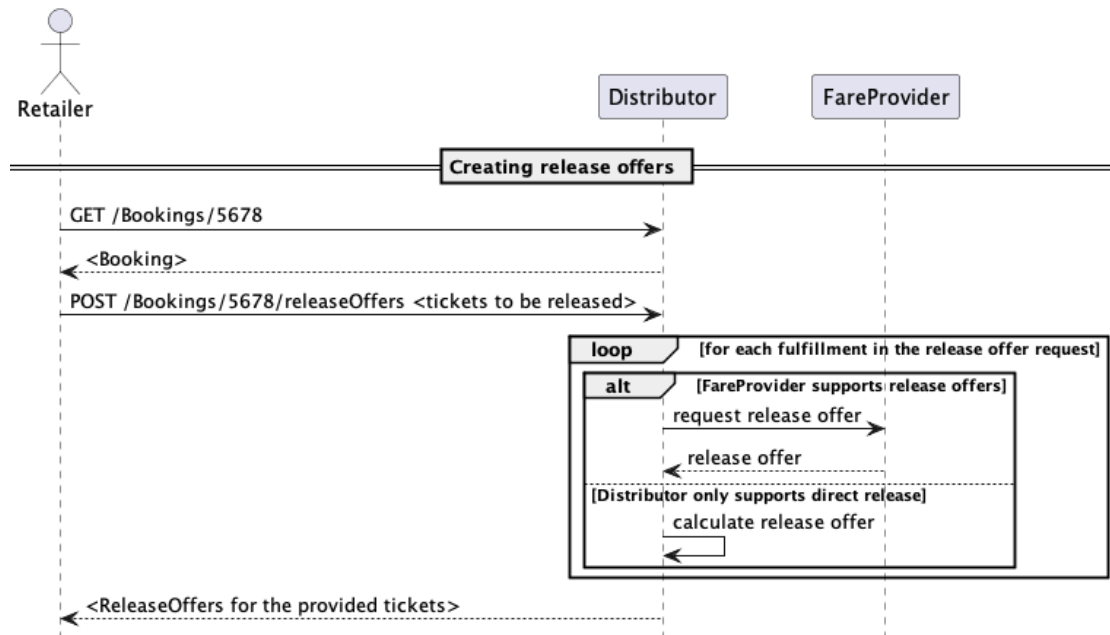 Retailer
Distributor
FareProvider
Creating release offers
GET /Bookings/5678
<Booking>
POST /Bookings/5678/releaseOffers <tickets to be released>
loop [for each fulfillment in the release offer request]
alt [FareProvider supports release offers]
request release offer
release offer
[Distributor only supports direct release]
calculate release offer
<ReleaseOffers for the provided tickets>